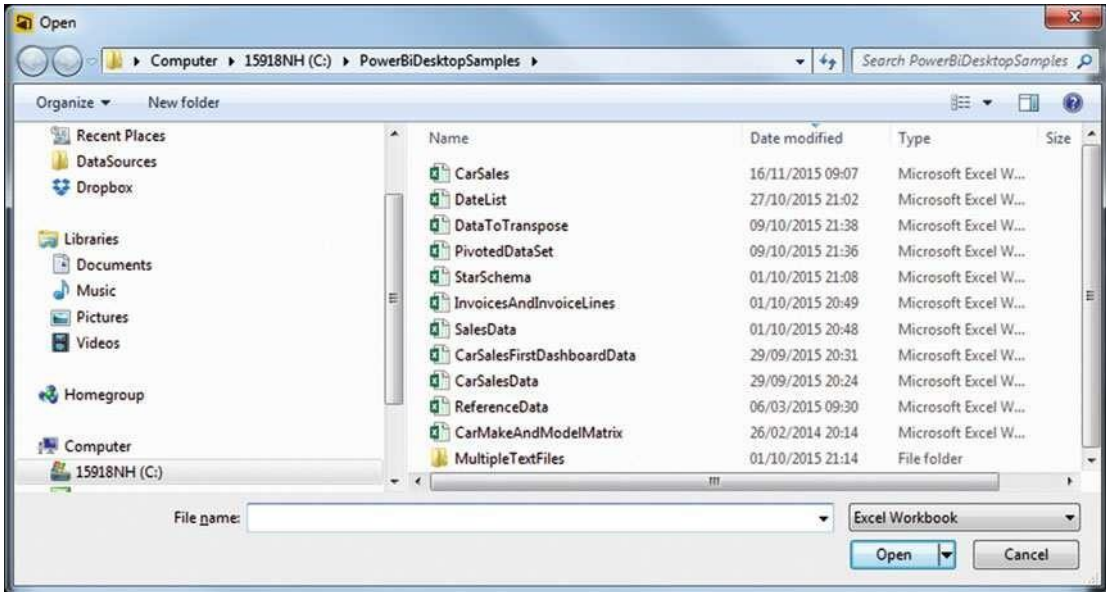 Open
Computer 15918NH (C:) PowerBiDesktopSamples
Search PowerBiDesktopSamples
Organize New folder
Recent Places
DataSources
Dropbox
Libraries
Documents
Music
Pictures
Videos
Homegroup
Computer
15918NH (C:)
Name Date modified Type Size
CarSales 16/11/2015 09:07 Microsoft Excel W...
DateList 27/10/2015 21:02 Microsoft Excel W...
DataToTranspose 09/10/2015 21:38 Microsoft Excel W...
PivotedDataSet 09/10/2015 21:36 Microsoft Excel W...
StarSchema 01/10/2015 21:08 Microsoft Excel W...
InvoicesAndInvoiceLines 01/10/2015 20:49 Microsoft Excel W...
SalesData 01/10/2015 20:48 Microsoft Excel W...
CarSalesFirstDashboardData 29/09/2015 20:31 Microsoft Excel W...
CarSalesData 29/09/2015 20:24 Microsoft Excel W...
ReferenceData 06/03/2015 09:30 Microsoft Excel W...
CarMakeAndModelMatrix 26/02/2014 20:14 Microsoft Excel W...
MultipleTextFiles 01/10/2015 21:14 File folder
File name:
Excel Workbook
Open Cancel